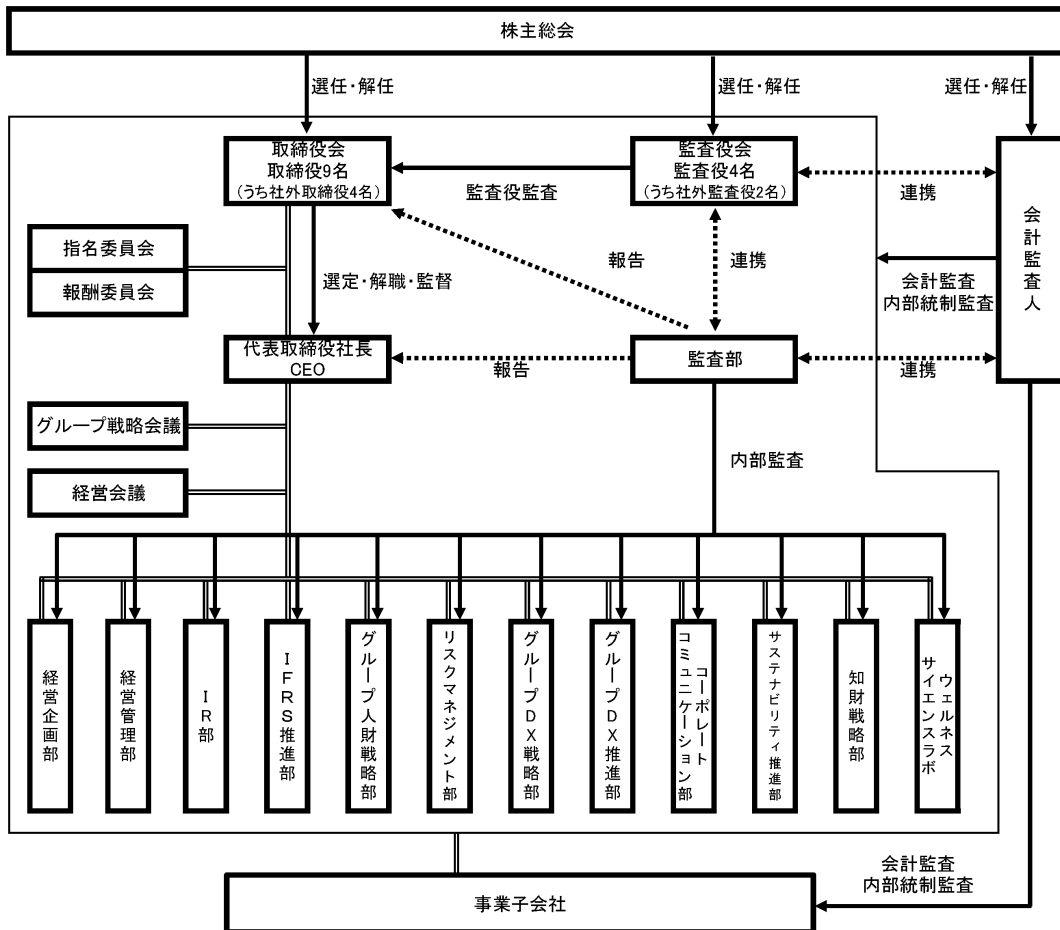 株主総会
選任・解任
選任・解任
選任・解任
取締役会
取締役9名
(うち社外取締役4名)
監査役監査
監査役会
監査役4名
(うち社外監査役2名)
連携
会計監査人
指名委員会
報酬委員会
選定・解職・監督
報告
連携
会計監査
内部統制監査
代表取締役社長
CEO
報告
監査部
連携
グループ戦略会議
経営会議
内部監査
経営企画部
経営管理部
IR部
IFRS推進部
グループ人財戦略部
リスクマネジメント部
グループDX戦略部
グループDX推進部
コーポレート
コミュニケーション部
サステナビリティ推進部
知財戦略部
ウェルネス
サイエンスラボ
会計監査
内部統制監査
事業子会社